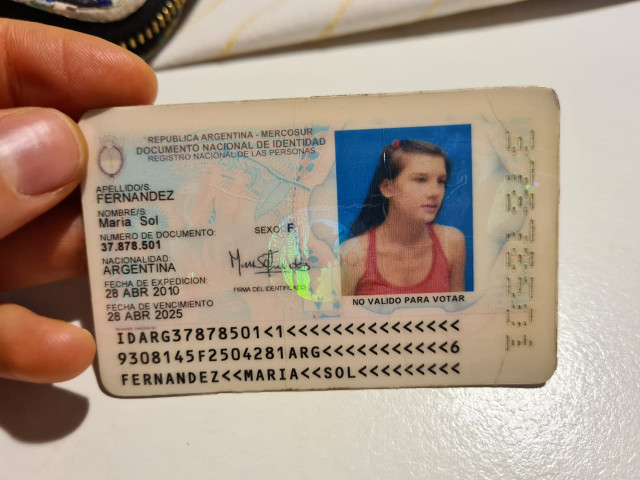 REPUBLICA ARGENTINA - MERCOSUR
DOCUMENTO NACIONAL DE IDENTIDAD
REGISTRO NACIONAL DE LAS PERSONAS
APELLIDO/S
FERNANDEZ
NOMBRE/S
Maria Sol
NUMERO DE DOCUMENTO: SEXO: F
37.878.501
NACIONALIDAD:
ARGENTINA
FECHA DE EXPEDICION:
28 ABR 2010
FIRMA DEL IDENTIFICADO
FECHA DE VENCIMIENTO
28 ABR 2025
NO VALIDO PARA VOTAR
IDARG37878501<1<<<<<<<<<<<<<<<
9308145F2504281ARG<<<<<<<<<<<6
FERNANDEZ<<MARIA<<SOL<<<<<<<<<